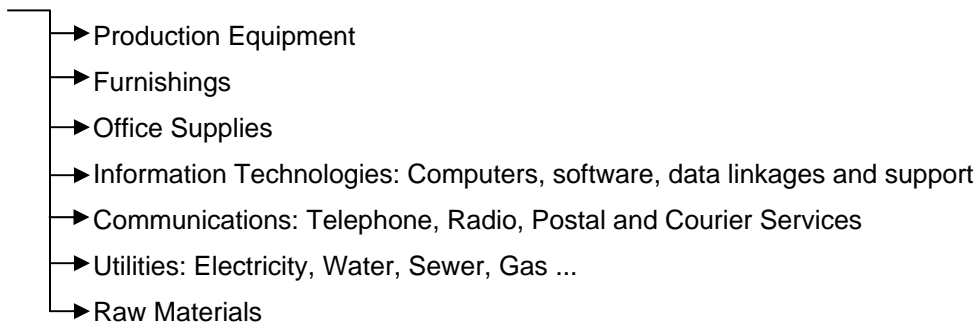 Production Equipment
Furnishings
Office Supplies
Information Technologies: Computers, software, data linkages and support
Communications: Telephone, Radio, Postal and Courier Services
Utilities: Electricity, Water, Sewer, Gas ...
Raw Materials